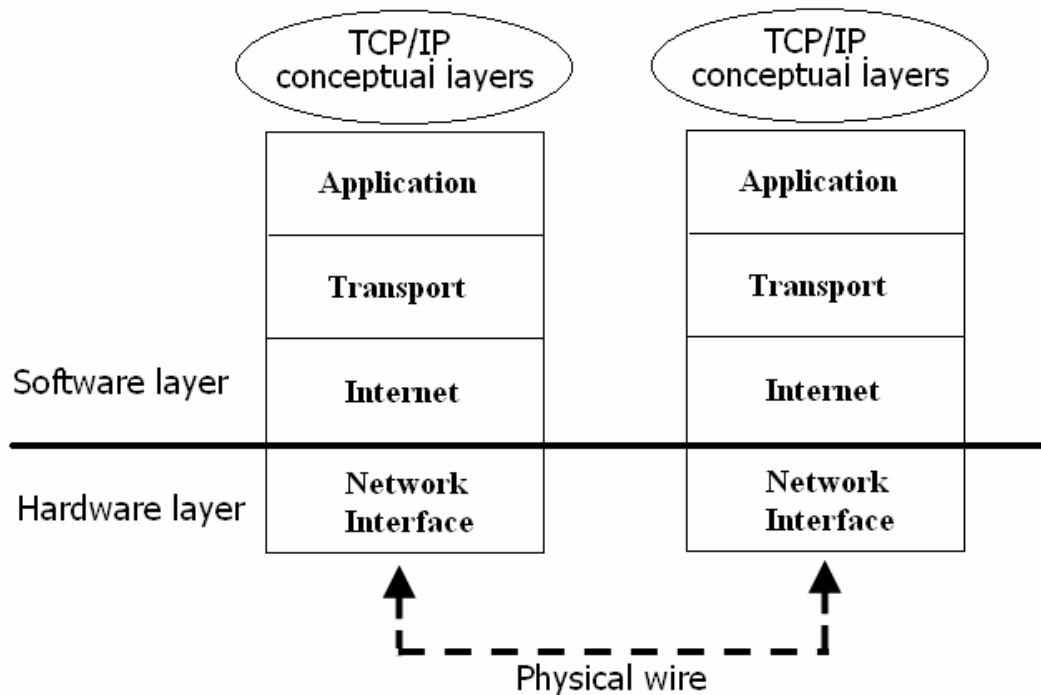 TCP/IP
conceptual layers
TCP/IP
conceptual layers
Application
Application
Transport
Transport
Software layer
Internet
Internet
Hardware layer
Network
Interface
Network
Interface
Physical wire